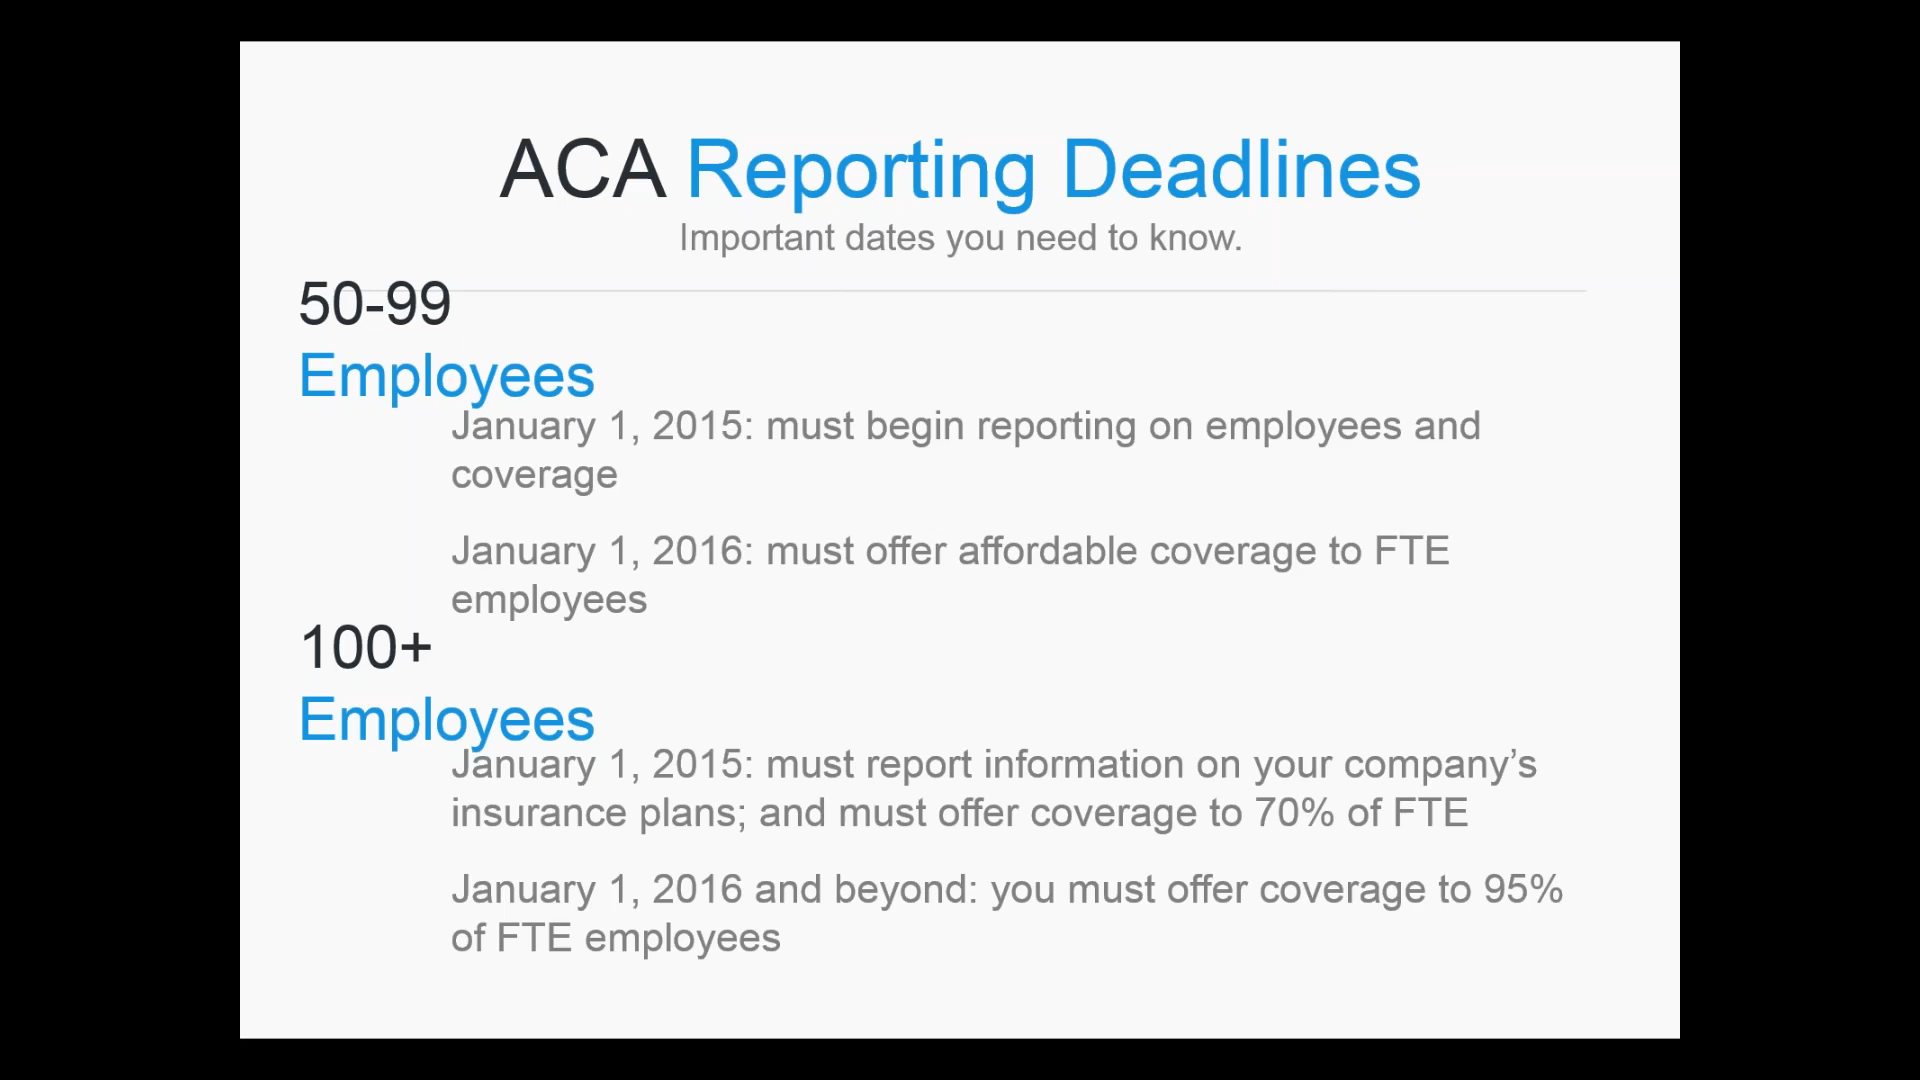 ACA Reporting Deadlines
Important dates you need to know.
50-99
Employees
January 1, 2015: must begin reporting on employees and
coverage
January 1, 2016: must offer affordable coverage to FTE
employees
100+
Employees
January 1, 2015: must report information on your company’s
insurance plans; and must offer coverage to 70% of FTE
January 1, 2016 and beyond: you must offer coverage to 95%
of FTE employees